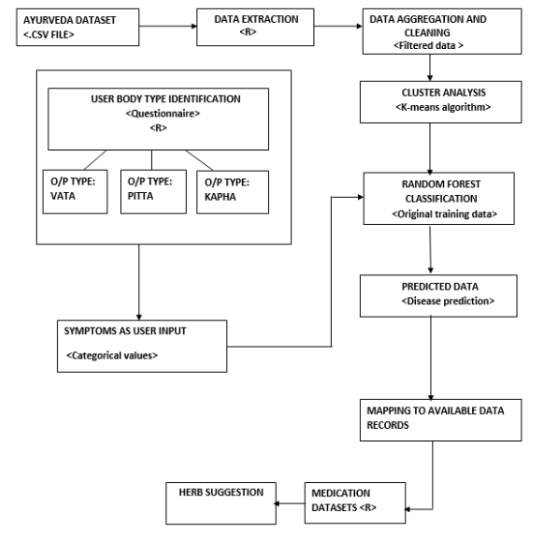 AYURVEDA DATASET
<.CSV FILE>
DATA EXTRACTION
<R>
DATA AGGREGATION AND
CLEANING
<Filtered data >
CLUSTER ANALYSIS
<K-means algorithm>
USER BODY TYPE IDENTIFICATION
<Questionnaire>
<R>
O/P TYPE:
VATA
O/P TYPE:
PITTA
O/P TYPE:
KAPHA
RANDOM FOREST
CLASSIFICATION
<Original training data>
PREDICTED DATA
<Disease prediction>
SYMPTOMS AS USER INPUT
<Categorical values>
MAPPING TO AVAILABLE DATA
RECORDS
MEDICATION
DATASETS <R>
HERB SUGGESTION